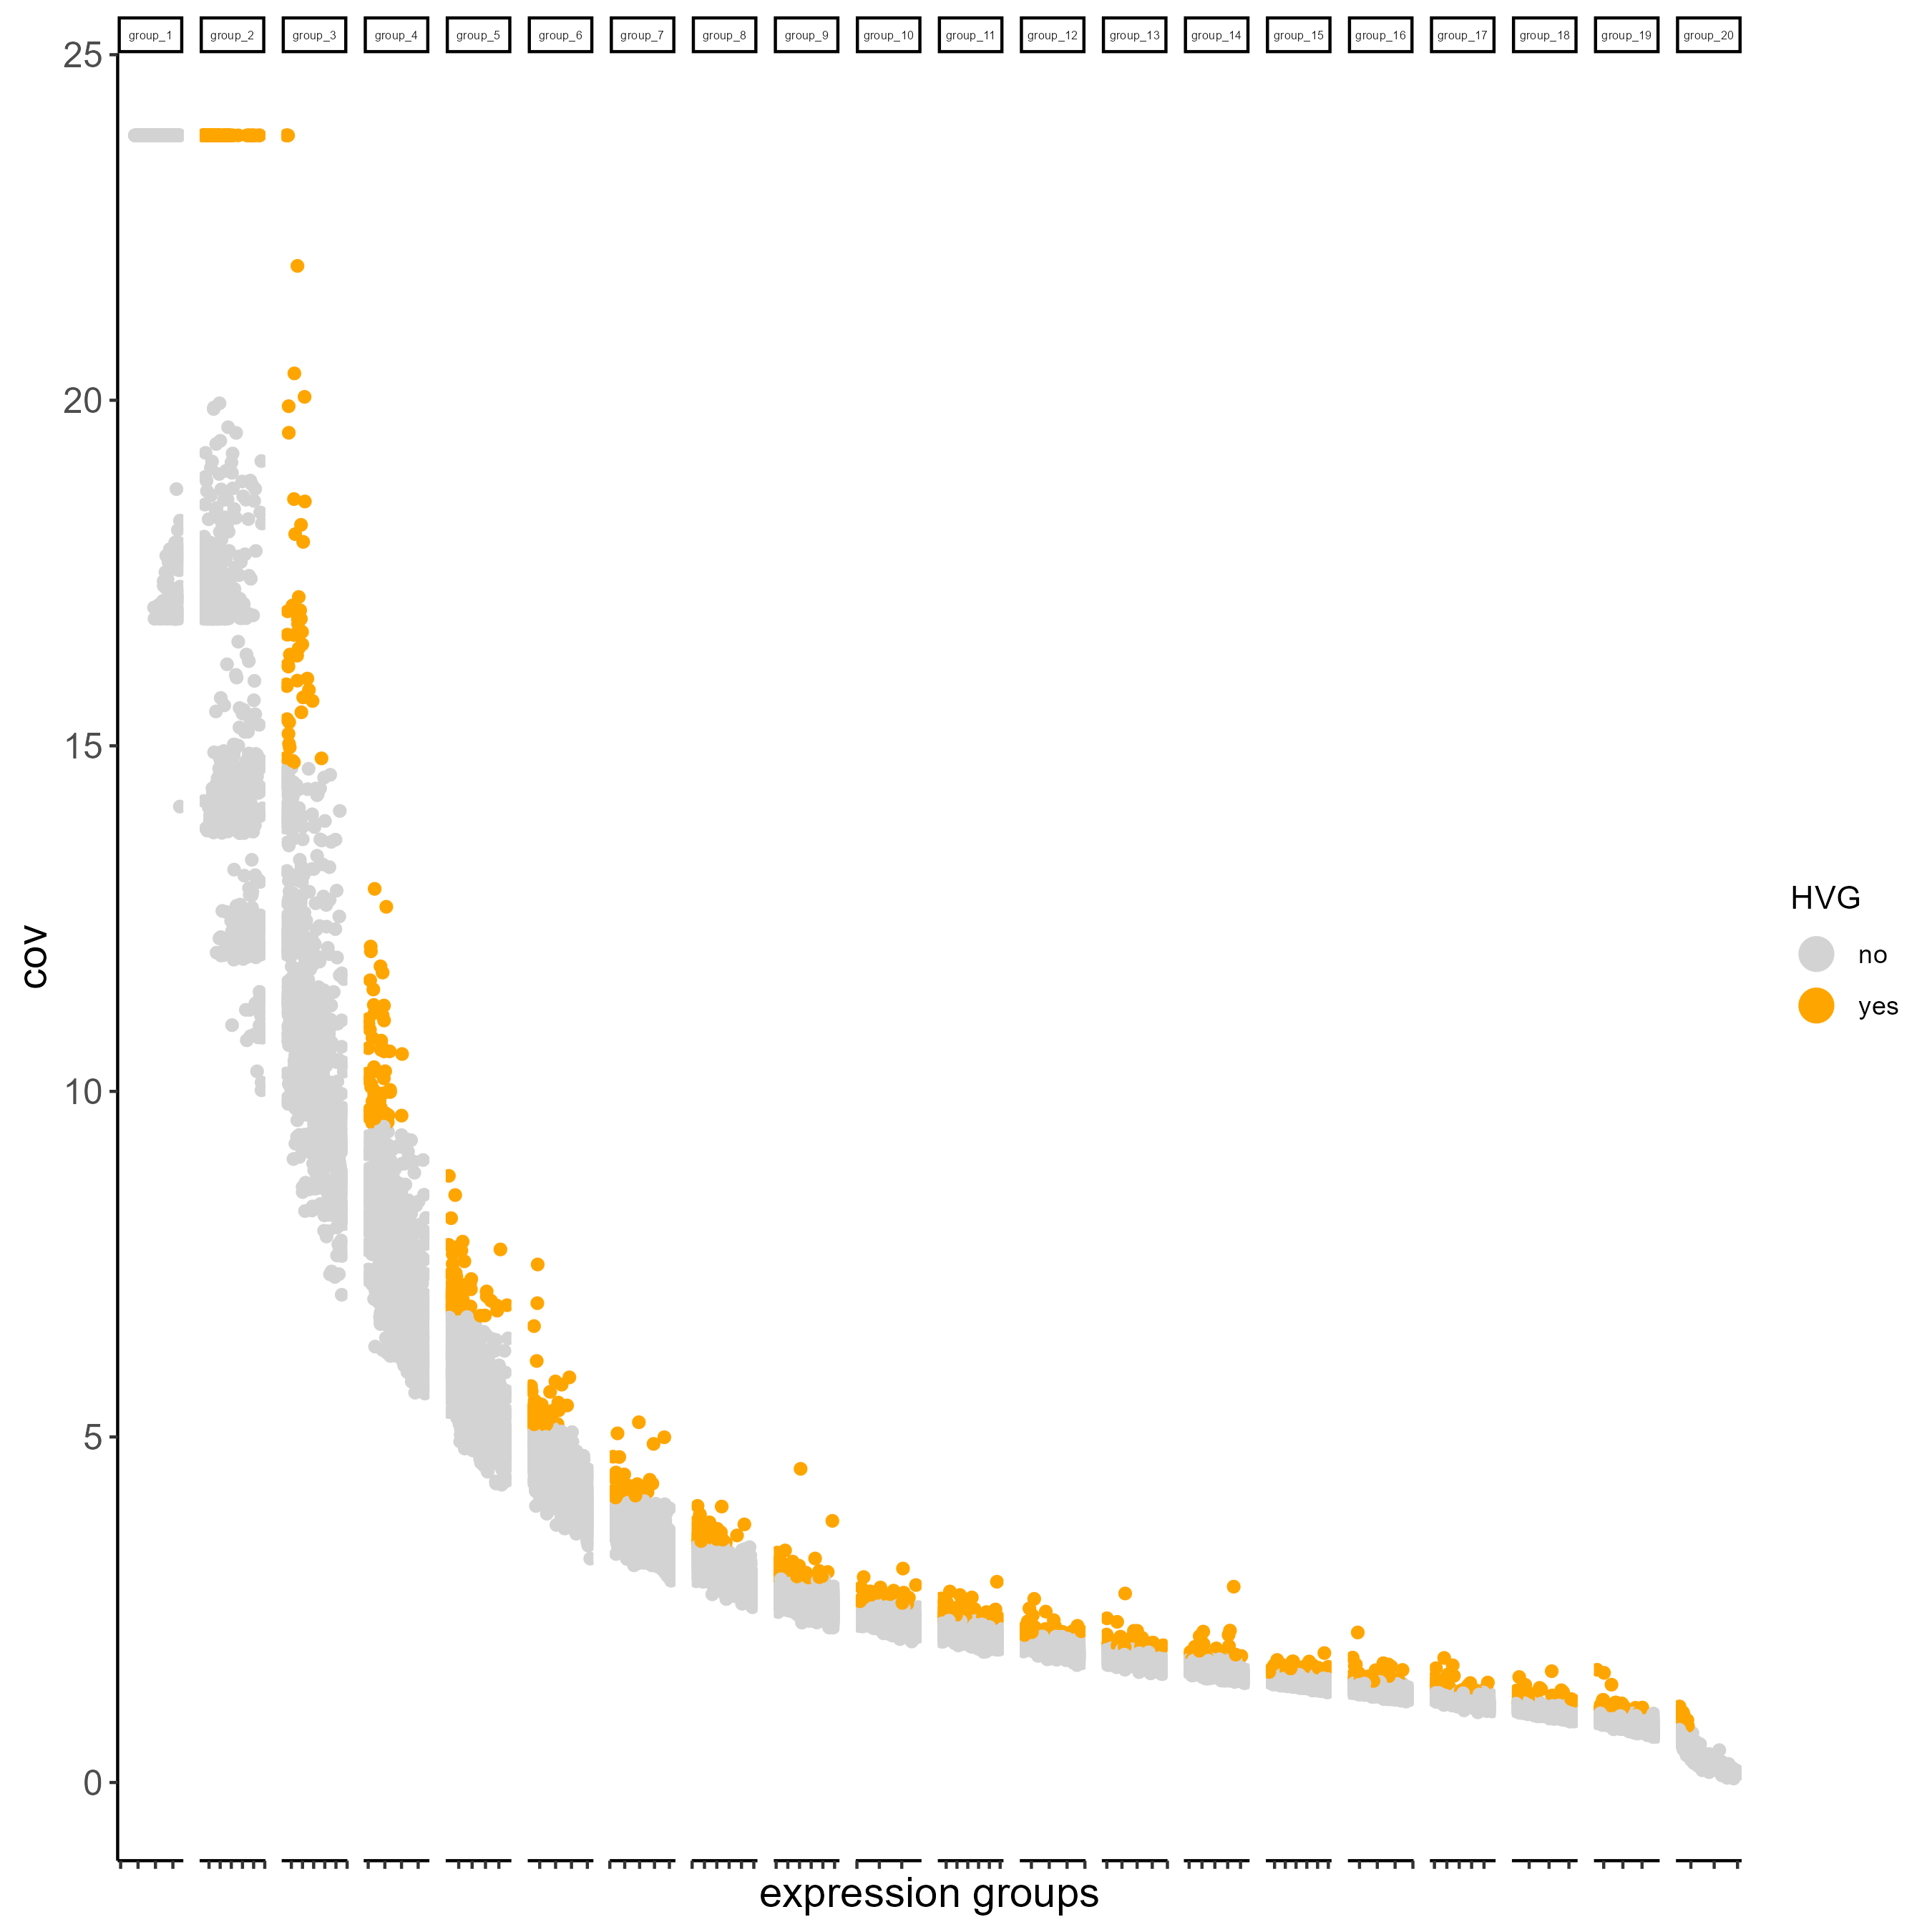 group_1 group_2 group_3 group_4 group_5 group_6 group_7 group_8 group_9 group_10 group_11 group_12 group_13 group_14 group_15 group_16 group_17 group_18 group_19 group_20
25
20
15
10
5
0
cov
expression groups
HVG
no
yes